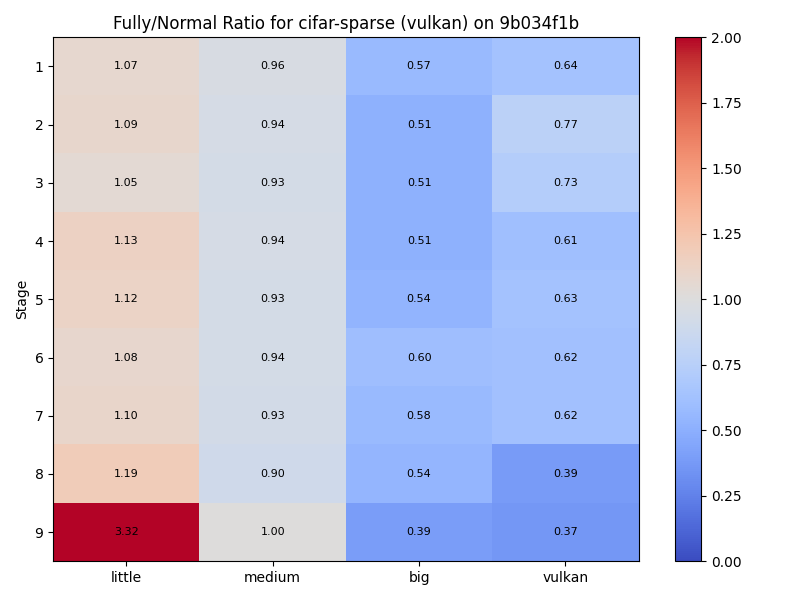 Fully/Normal Ratio for cifar-sparse (vulkan) on 9b034f1b
Stage
1 1.07 0.96 0.57 0.64
2 1.09 0.94 0.51 0.77
3 1.05 0.93 0.51 0.73
4 1.13 0.94 0.51 0.61
5 1.12 0.93 0.54 0.63
6 1.08 0.94 0.60 0.62
7 1.10 0.93 0.58 0.62
8 1.19 0.90 0.54 0.39
9 3.32 1.00 0.39 0.37
little medium big vulkan
2.00
1.75
1.50
1.25
1.00
0.75
0.50
0.25
0.00